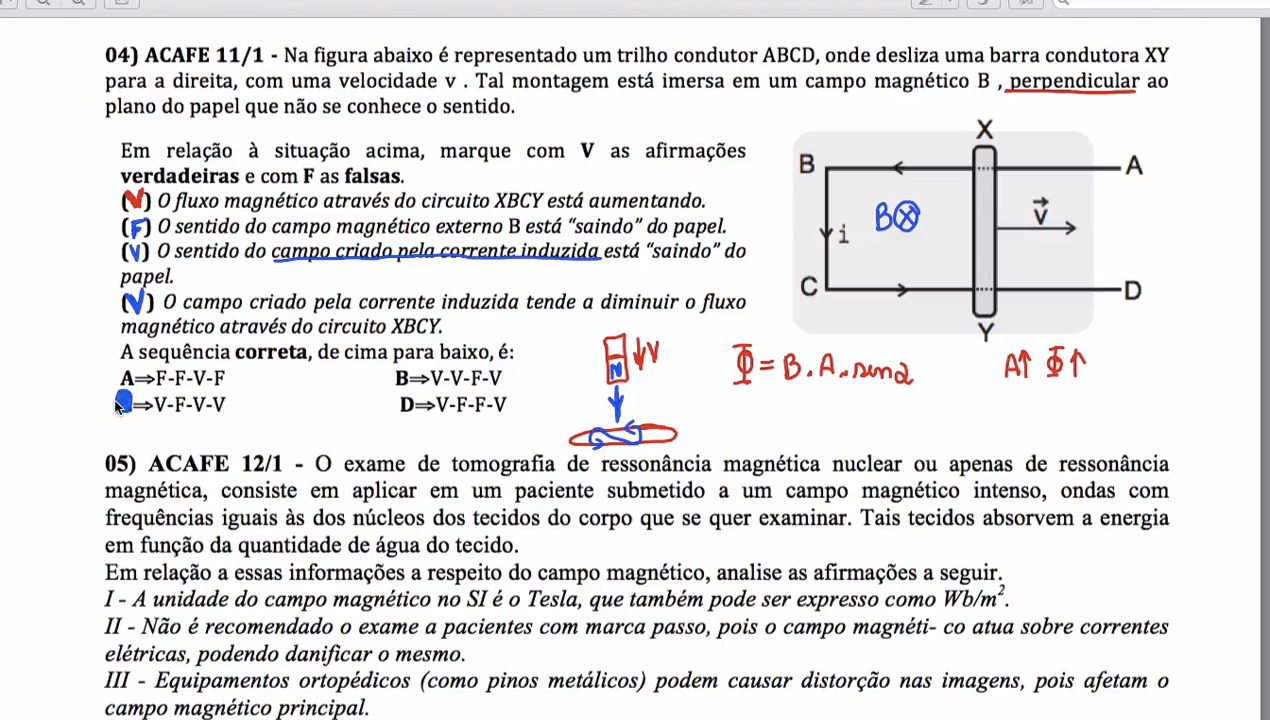 04) ACAFE 11/1 - Na figura abaixo é representado um trilho condutor ABCD, onde desliza uma barra condutora XY
para a direita, com uma velocidade v . Tal montagem está imersa em um campo magnético B , perpendicular ao
plano do papel que não se conhece o sentido.
Em relação à situação acima, marque com V as afirmações
verdadeiras e com F as falsas.
(V) O fluxo magnético através do circuito XBCY está aumentando.
(F) O sentido do campo magnético externo B está “saindo” do papel.
(V) O sentido do campo criado pela corrente induzida está “saindo” do
papel.
(V) O campo criado pela corrente induzida tende a diminuir o fluxo
magnético através do circuito XBCY.
A sequência correta, de cima para baixo, é:
A⇒F-F-V-F B⇒V-V-F-V
⇒V-F-V-V D⇒V-F-F-V
X
B A
B⊗ v
i
C D
Y
N V
Φ = B.A.senα A↑ Φ↑
05) ACAFE 12/1 - O exame de tomografia de ressonância magnética nuclear ou apenas de ressonância
magnética, consiste em aplicar em um paciente submetido a um campo magnético intenso, ondas com
frequências iguais às dos núcleos dos tecidos do corpo que se quer examinar. Tais tecidos absorvem a energia
em função da quantidade de água do tecido.
Em relação a essas informações a respeito do campo magnético, analise as afirmações a seguir.
I - A unidade do campo magnético no SI é o Tesla, que também pode ser expresso como Wb/m².
II - Não é recomendado o exame a pacientes com marca passo, pois o campo magnéti- co atua sobre correntes
elétricas, podendo danificar o mesmo.
III - Equipamentos ortopédicos (como pinos metálicos) podem causar distorção nas imagens, pois afetam o
campo magnético principal.